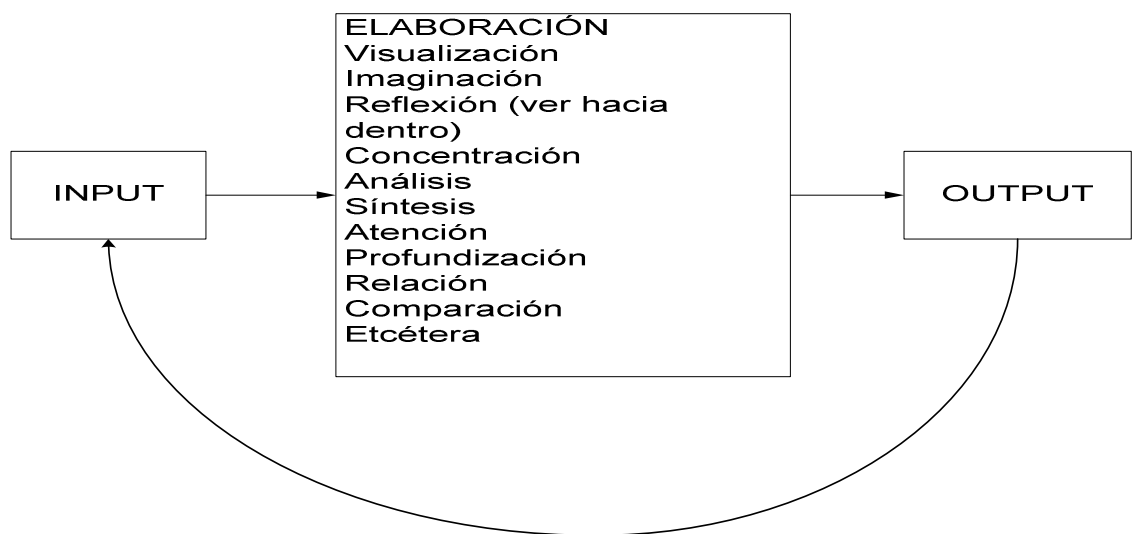 INPUT
ELABORACIÓN
Visualización
Imaginación
Reflexión (ver hacia
dentro)
Concentración
Análisis
Síntesis
Atención
Profundización
Relación
Comparación
Etcétera
OUTPUT